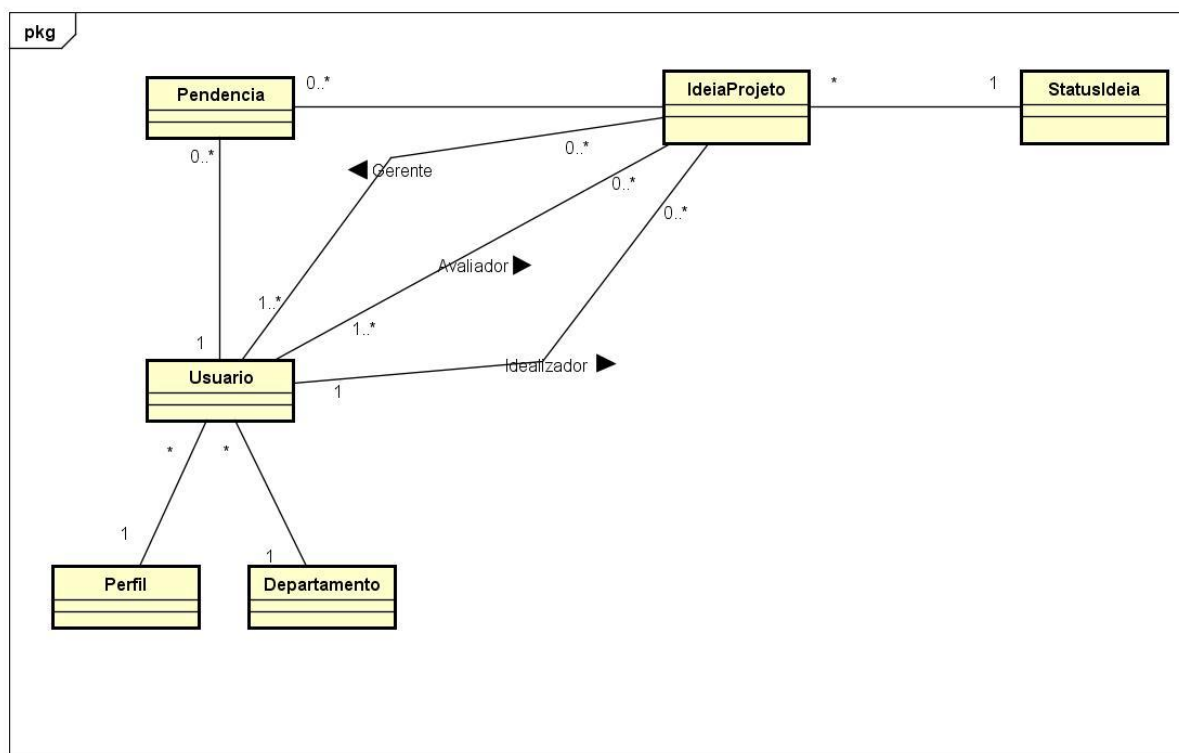 pkg
Pendencia
0..*
IdeiaProjeto
*
1
StatusIdeia
0..*
Gerente
0..*
0..*
0..*
Avaliador
1..*
1..*
1
Usuario
1
Idealizador
*
*
1
1
Perfil
Departamento